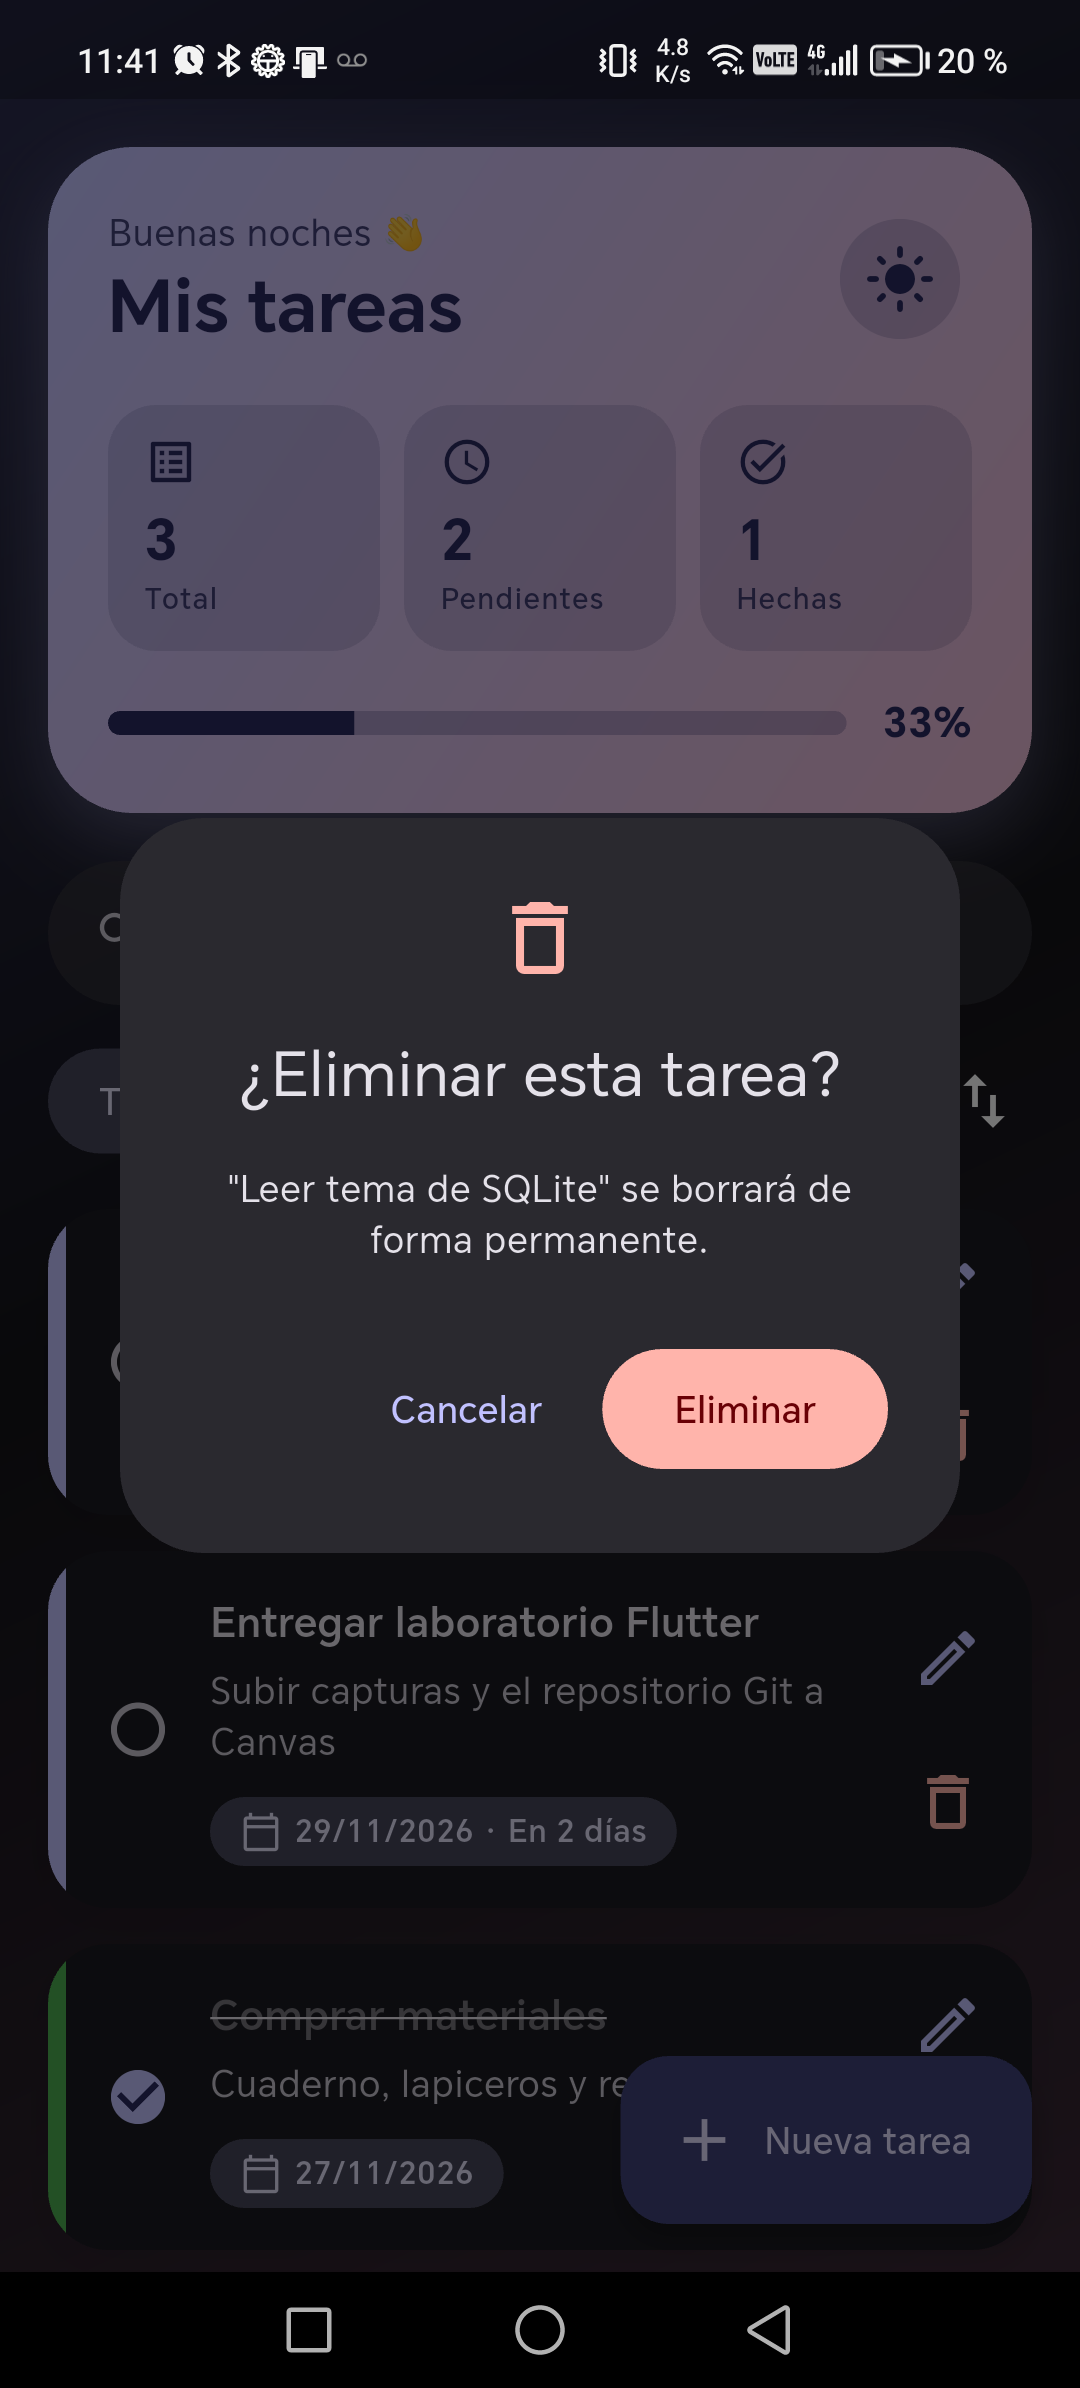 11:41
4.8 K/s
VoLTE
4G
20 %
Buenas noches 👋
Mis tareas
3
Total
2
Pendientes
1
Hechas
33%
¿Eliminar esta tarea?
"Leer tema de SQLite" se borrará de
forma permanente.
Cancelar
Eliminar
Entregar laboratorio Flutter
Subir capturas y el repositorio Git a
Canvas
29/11/2026 · En 2 días
Comprar materiales
Cuaderno, lapiceros y
27/11/2026
Nueva tarea